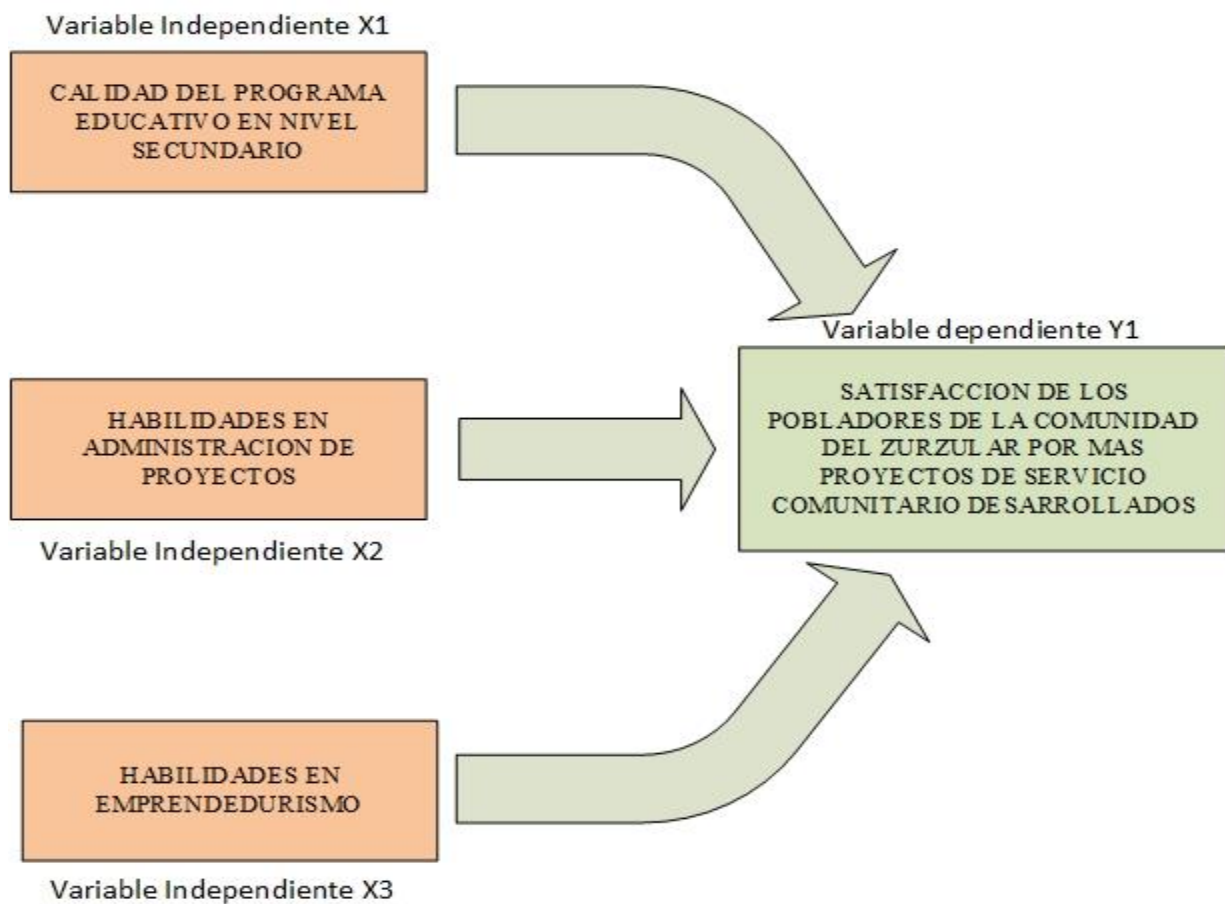 Variable Independiente X1
CALIDAD DEL PROGRAMA
EDUCATIVO EN NIVEL
SECUNDARIO
Variable dependiente Y1
SATISFACCION DE LOS
POBLADORES DE LA COMUNIDAD
DEL ZURZULAR POR MAS
PROYECTOS DE SERVICIO
COMUNITARIO DESARROLLADOS
HABILIDADES EN
ADMINISTRACION DE
PROYECTOS
Variable Independiente X2
HABILIDADES EN
EMPRENDEDURISMO
Variable Independiente X3